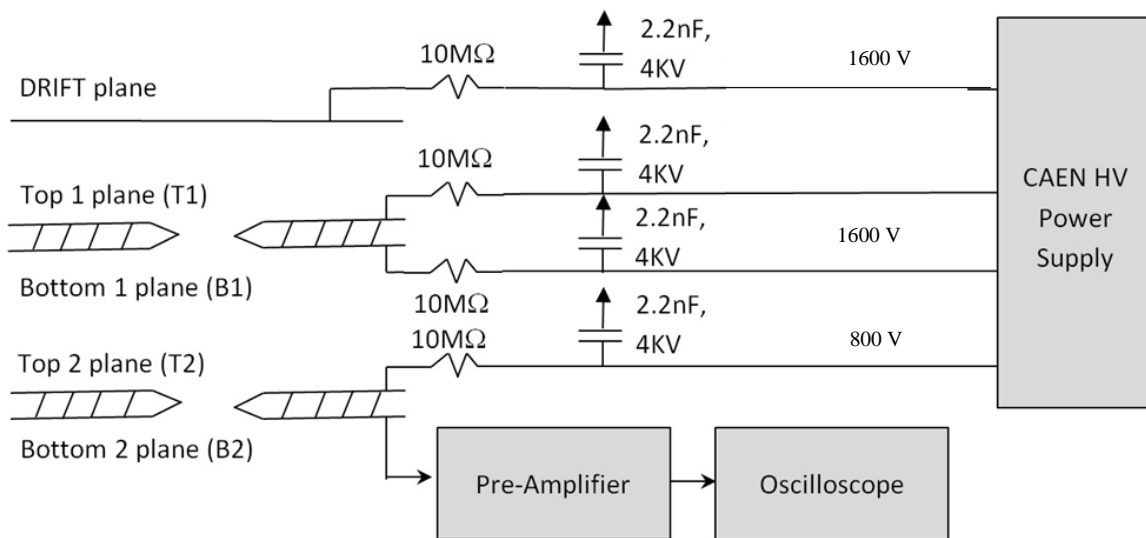 DRIFT plane
10MΩ
2.2nF,
4KV
1600 V
Top 1 plane (T1)
10MΩ
2.2nF,
4KV
CAEN HV
Power
Supply
Bottom 1 plane (B1)
10MΩ
2.2nF,
4KV
1600 V
Top 2 plane (T2)
10MΩ
2.2nF,
4KV
800 V
Bottom 2 plane (B2)
Pre-Amplifier
Oscilloscope